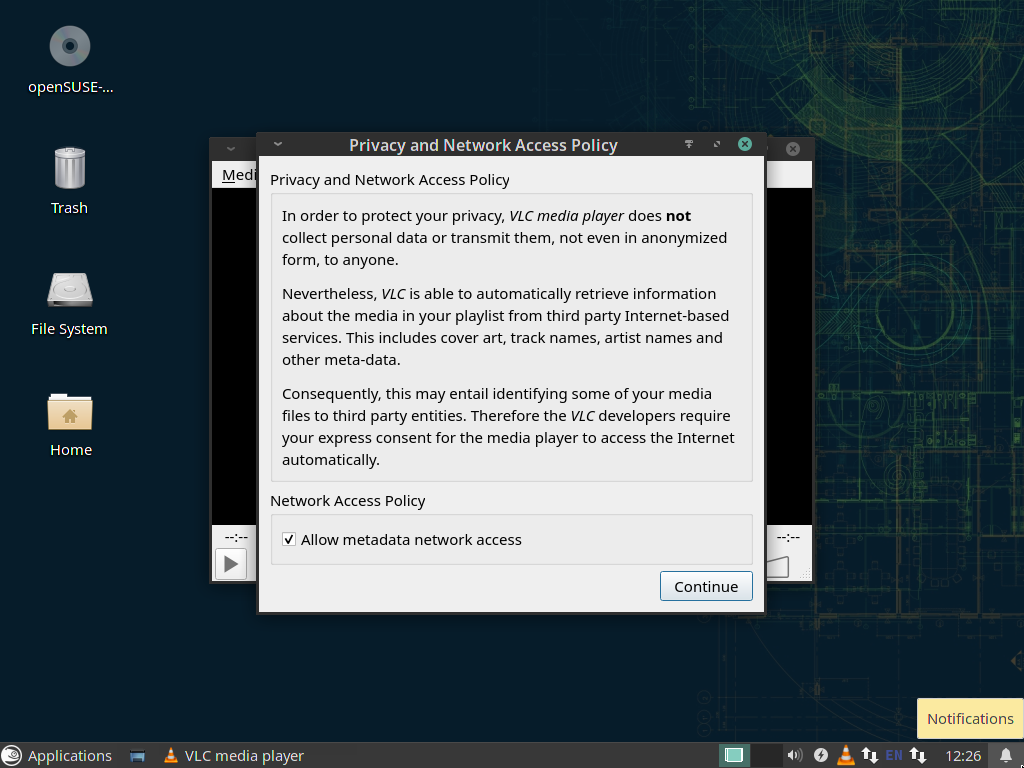 openSUSE-...
Trash
File System
Home
Privacy and Network Access Policy
Medi
Privacy and Network Access Policy
In order to protect your privacy, VLC media player does not
collect personal data or transmit them, not even in anonymized
form, to anyone.
Nevertheless, VLC is able to automatically retrieve information
about the media in your playlist from third party Internet-based
services. This includes cover art, track names, artist names and
other meta-data.
Consequently, this may entail identifying some of your media
files to third party entities. Therefore the VLC developers require
your express consent for the media player to access the Internet
automatically.
Network Access Policy
--:--
--:--
Allow metadata network access
Continue
Notifications
Applications
VLC media player
EN
12:26